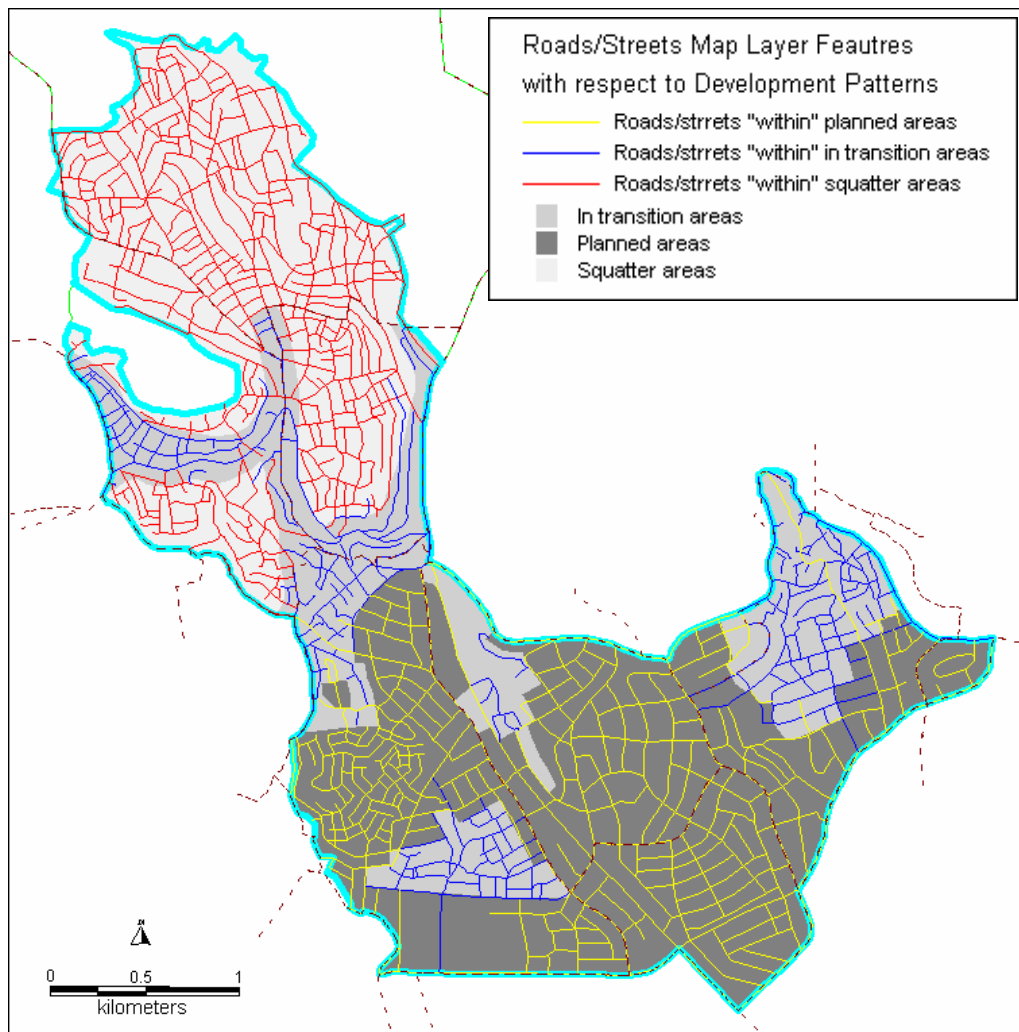 Roads/Streets Map Layer Feautres
with respect to Development Patterns
Roads/strrets "within" planned areas
Roads/strrets "within" in transition areas
Roads/strrets "within" squatter areas
In transition areas
Planned areas
Squatter areas
0 0.5 1
kilometers